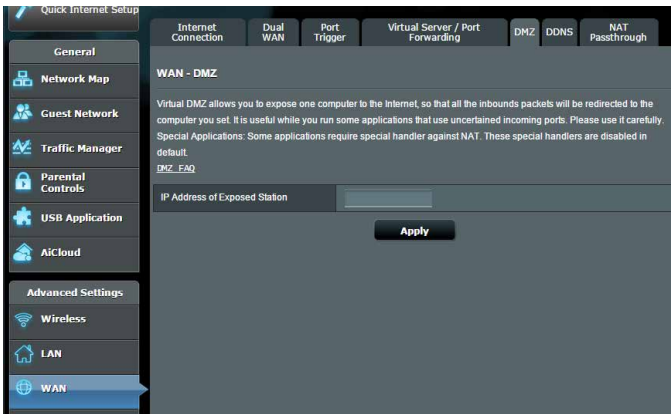 Quick Internet Setup
General
Network Map
Guest Network
Traffic Manager
Parental
Controls
USB Application
AiCloud
Advanced Settings
Wireless
LAN
WAN
Internet
Connection
Dual
WAN
Port
Trigger
Virtual Server / Port
Forwarding
DMZ
DDNS
NAT
Passthrough
WAN - DMZ
Virtual DMZ allows you to expose one computer to the Internet, so that all the inbounds packets will be redirected to the
computer you set. It is useful while you run some applications that use uncertained incoming ports. Please use it carefully.
Special Applications: Some applications require special handler against NAT. These special handlers are disabled in
default.
DMZ FAQ
IP Address of Exposed Station
Apply